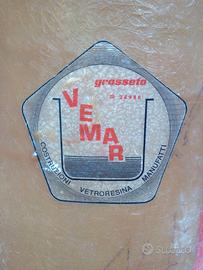 grosseto
VEMAR
COSTRUZIONI VETRORESINA MANUFATTI
SUBITO